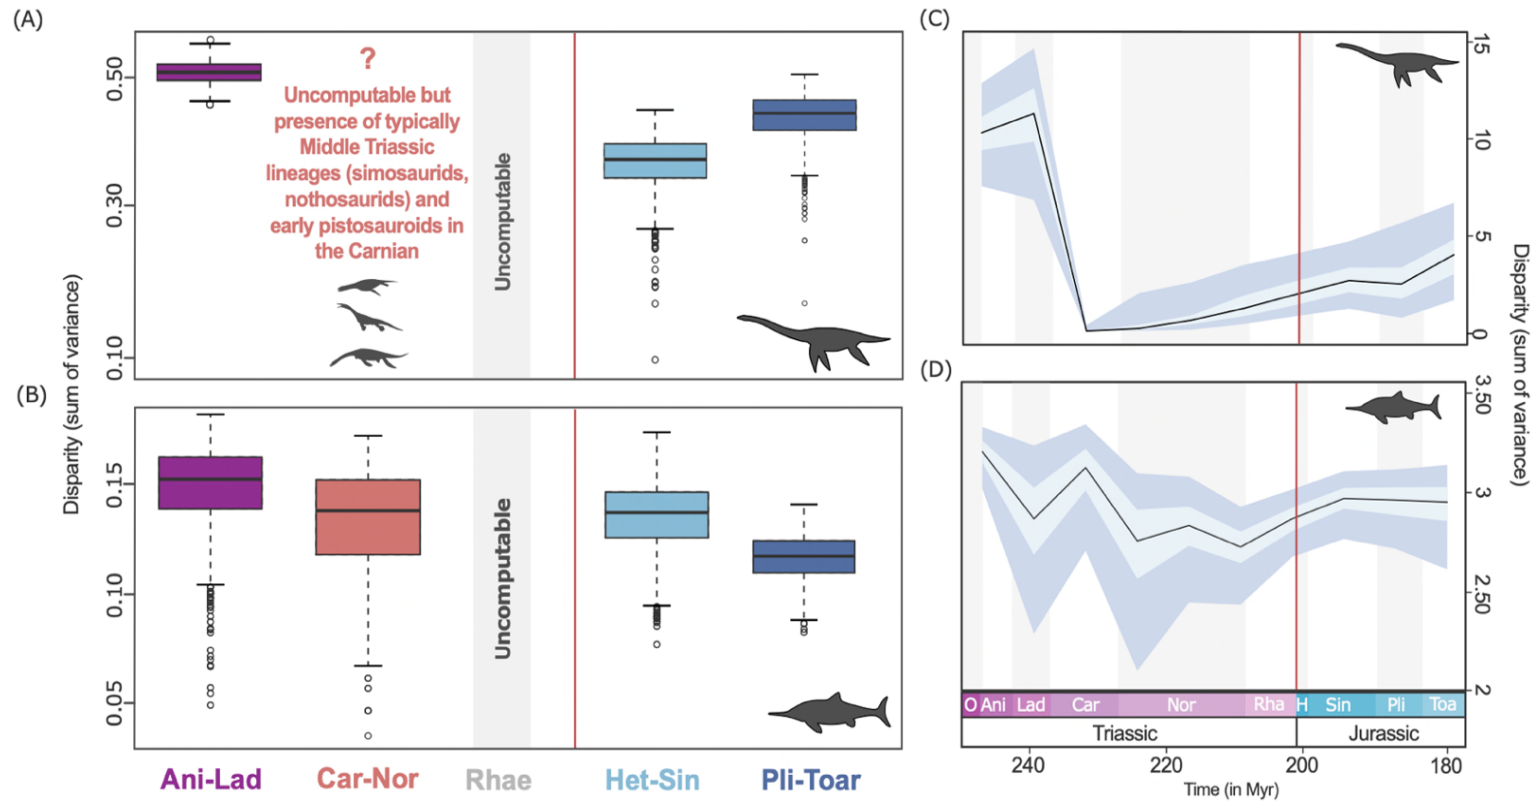 (A)
0.50
0.30
0.10
?
Uncomputable but
presence of typically
Middle Triassic
lineages (simosaurids,
nothosaurids) and
early pistosauroids in
the Carnian
Uncomputable
Disparity (sum of variance)
(B)
0.15
0.10
0.05
Uncomputable
Ani-Lad
Car-Nor
Rhae
Het-Sin
Pli-Toar
(C)
15
10
5
0
Disparity (sum of variance)
(D)
3.50
3
2.50
2
O Ani Lad Car Nor Rha H Sin Pli Toa
Triassic Jurassic
240 220 200 180
Time (in Myr)